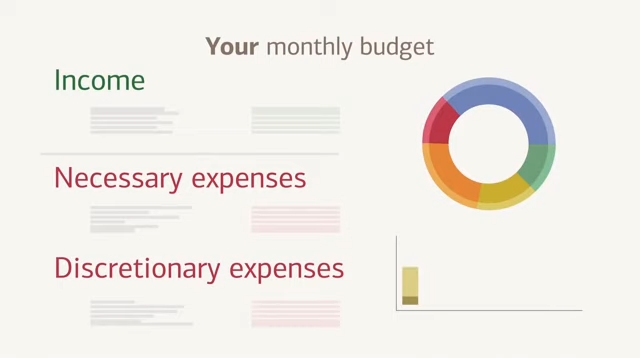 Your monthly budget
Income
Necessary expenses
Discretionary expenses